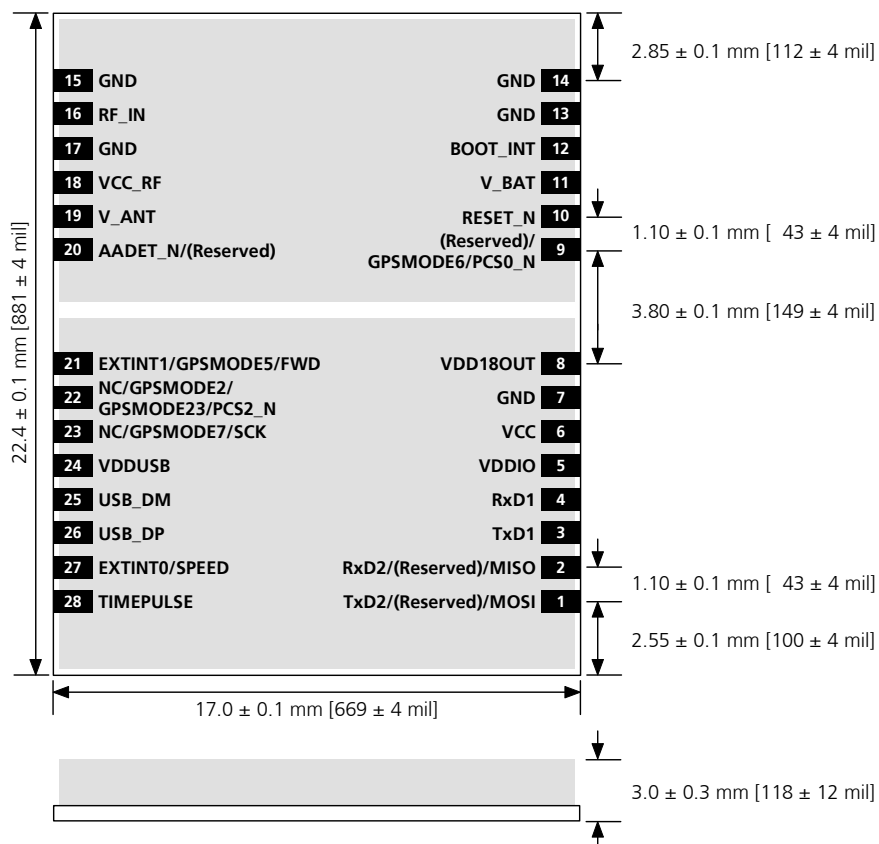 2.85 ± 0.1 mm [112 ± 4 mil]
15 GND
GND 14
16 RF_IN
GND 13
17 GND
BOOT_INT 12
18 VCC_RF
V_BAT 11
19 V_ANT
RESET_N 10
1.10 ± 0.1 mm [ 43 ± 4 mil]
20 AADET_N/(Reserved)
(Reserved)/
GPSMODE6/PCS0_N 9
3.80 ± 0.1 mm [149 ± 4 mil]
22.4 ± 0.1 mm [881 ± 4 mil]
21 EXTINT1/GPSMODE5/FWD
VDD18OUT 8
22 NC/GPSMODE2/
GPSMODE23/PCS2_N
GND 7
23 NC/GPSMODE7/SCK
VCC 6
24 VDDUSB
VDDIO 5
25 USB_DM
RxD1 4
26 USB_DP
TxD1 3
27 EXTINT0/SPEED
RxD2/(Reserved)/MISO 2
1.10 ± 0.1 mm [ 43 ± 4 mil]
28 TIMEPULSE
TxD2/(Reserved)/MOSI 1
2.55 ± 0.1 mm [100 ± 4 mil]
17.0 ± 0.1 mm [669 ± 4 mil]
3.0 ± 0.3 mm [118 ± 12 mil]